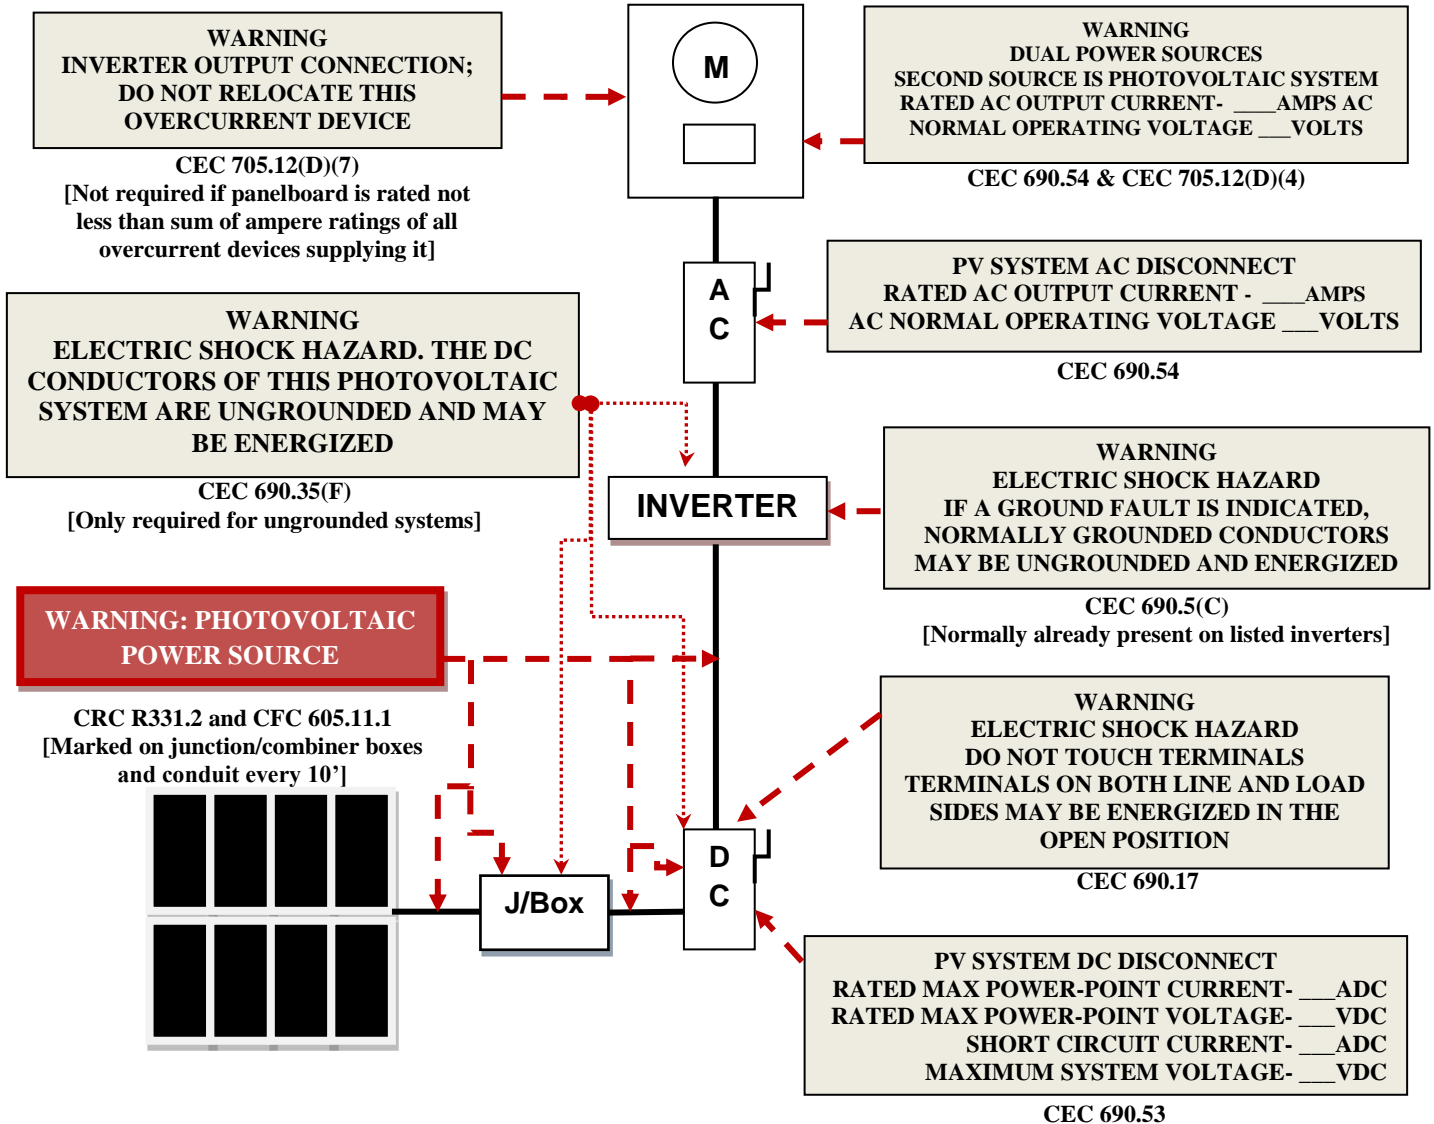 WARNING
INVERTER OUTPUT CONNECTION;
DO NOT RELOCATE THIS
OVERCURRENT DEVICE
CEC 705.12(D)(7)
[Not required if panelboard is rated not
less than sum of ampere ratings of all
overcurrent devices supplying it]
M
WARNING
DUAL POWER SOURCES
SECOND SOURCE IS PHOTOVOLTAIC SYSTEM
RATED AC OUTPUT CURRENT- ____AMPS AC
NORMAL OPERATING VOLTAGE ___VOLTS
CEC 690.54 & CEC 705.12(D)(4)
A
C
PV SYSTEM AC DISCONNECT
RATED AC OUTPUT CURRENT - ____AMPS
AC NORMAL OPERATING VOLTAGE ___VOLTS
CEC 690.54
WARNING
ELECTRIC SHOCK HAZARD. THE DC
CONDUCTORS OF THIS PHOTOVOLTAIC
SYSTEM ARE UNGROUNDED AND MAY
BE ENERGIZED
CEC 690.35(F)
[Only required for ungrounded systems]
INVERTER
WARNING
ELECTRIC SHOCK HAZARD
IF A GROUND FAULT IS INDICATED,
NORMALLY GROUNDED CONDUCTORS
MAY BE UNGROUNDED AND ENERGIZED
CEC 690.5(C)
[Normally already present on listed inverters]
WARNING: PHOTOVOLTAIC
POWER SOURCE
CRC R331.2 and CFC 605.11.1
[Marked on junction/combiner boxes
and conduit every 10’]
WARNING
ELECTRIC SHOCK HAZARD
DO NOT TOUCH TERMINALS
TERMINALS ON BOTH LINE AND LOAD
SIDES MAY BE ENERGIZED IN THE
OPEN POSITION
CEC 690.17
J/Box
D
C
PV SYSTEM DC DISCONNECT
RATED MAX POWER-POINT CURRENT- ___ADC
RATED MAX POWER-POINT VOLTAGE- ___VDC
SHORT CIRCUIT CURRENT- ___ADC
MAXIMUM SYSTEM VOLTAGE- ___VDC
CEC 690.53